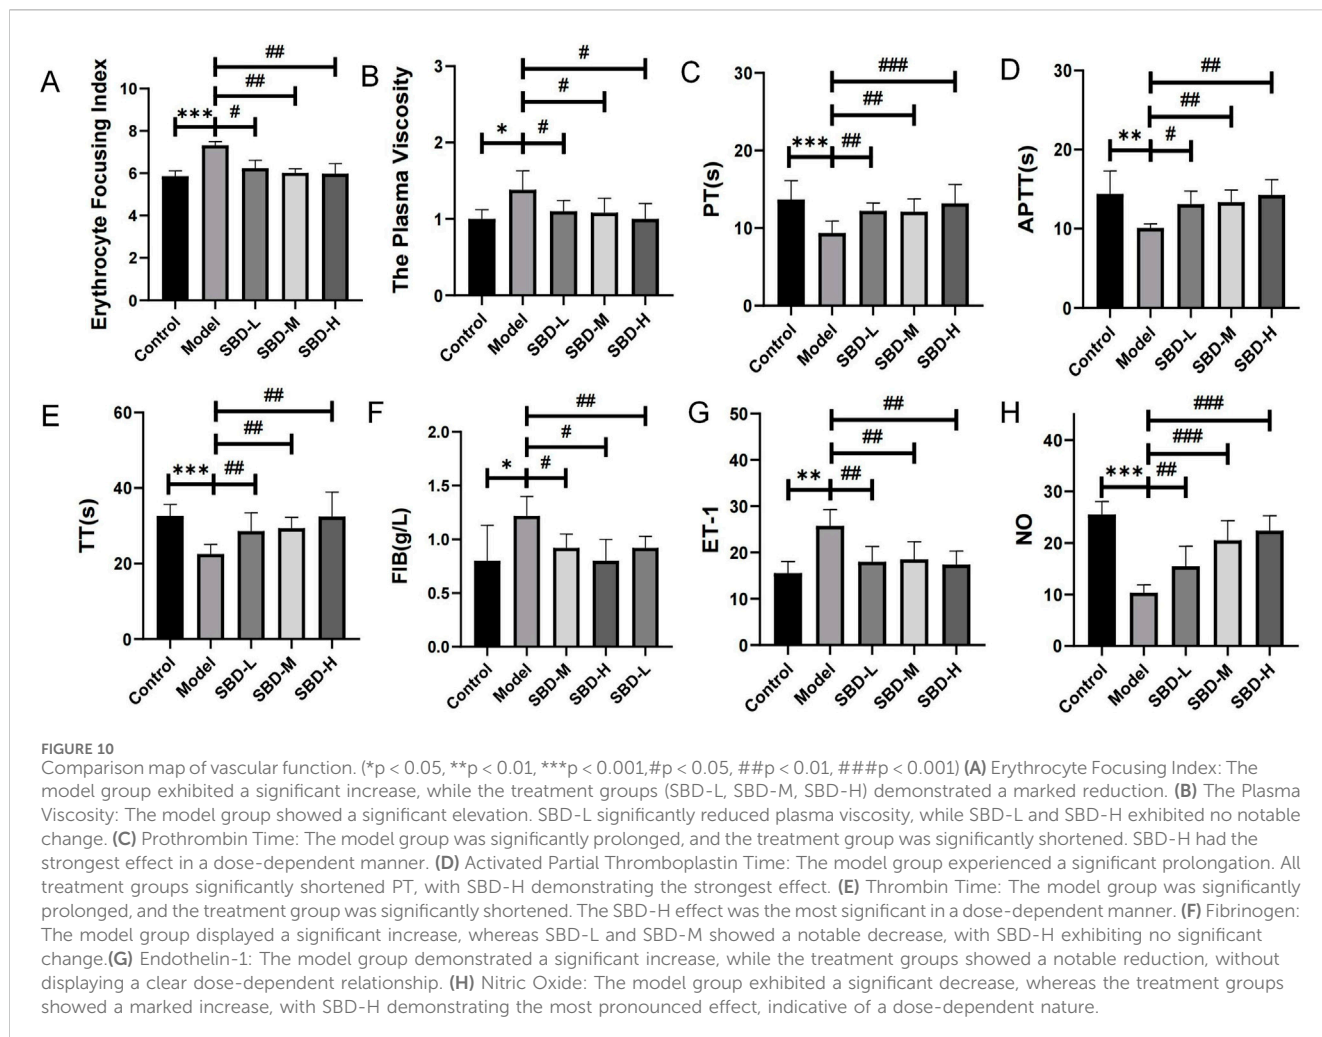 A
Erythrocyte Focusing Index
10
8
6
4
2
0
***
#
##
##
Control
Model
SBD-L
SBD-M
SBD-H
B
The Plasma Viscosity
3
2
1
0
*
#
#
#
Control
Model
SBD-L
SBD-M
SBD-H
C
PT(s)
30
20
10
0
***
##
##
###
Control
Model
SBD-L
SBD-M
SBD-H
D
APTT(s)
30
20
10
0
**
#
##
##
Control
Model
SBD-L
SBD-M
SBD-H
E
TT(s)
60
40
20
0
***
##
##
##
Control
Model
SBD-L
SBD-M
SBD-H
F
FIB(g/L)
2.0
1.5
1.0
0.5
0.0
*
#
#
##
Control
Model
SBD-M
SBD-H
SBD-L
G
ET-1
50
40
30
20
10
0
**
##
##
##
Control
Model
SBD-L
SBD-M
SBD-H
H
NO
40
30
20
10
0
***
##
###
###
Control
Model
SBD-L
SBD-M
SBD-H
FIGURE 10
Comparison map of vascular function. (*p < 0.05, **p < 0.01, ***p < 0.001,#p < 0.05, ##p < 0.01, ###p < 0.001) (A) Erythrocyte Focusing Index: The
model group exhibited a significant increase, while the treatment groups (SBD-L, SBD-M, SBD-H) demonstrated a marked reduction. (B) The Plasma
Viscosity: The model group showed a significant elevation. SBD-L significantly reduced plasma viscosity, while SBD-L and SBD-H exhibited no notable
change. (C) Prothrombin Time: The model group was significantly prolonged, and the treatment group was significantly shortened. SBD-H had the
strongest effect in a dose-dependent manner. (D) Activated Partial Thromboplastin Time: The model group experienced a significant prolongation. All
treatment groups significantly shortened PT, with SBD-H demonstrating the strongest effect. (E) Thrombin Time: The model group was significantly
prolonged, and the treatment group was significantly shortened. The SBD-H effect was the most significant in a dose-dependent manner. (F) Fibrinogen:
The model group displayed a significant increase, whereas SBD-L and SBD-M showed a notable decrease, with SBD-H exhibiting no significant
change.(G) Endothelin-1: The model group demonstrated a significant increase, while the treatment groups showed a notable reduction, without
displaying a clear dose-dependent relationship. (H) Nitric Oxide: The model group exhibited a significant decrease, whereas the treatment groups
showed a marked increase, with SBD-H demonstrating the most pronounced effect, indicative of a dose-dependent nature.